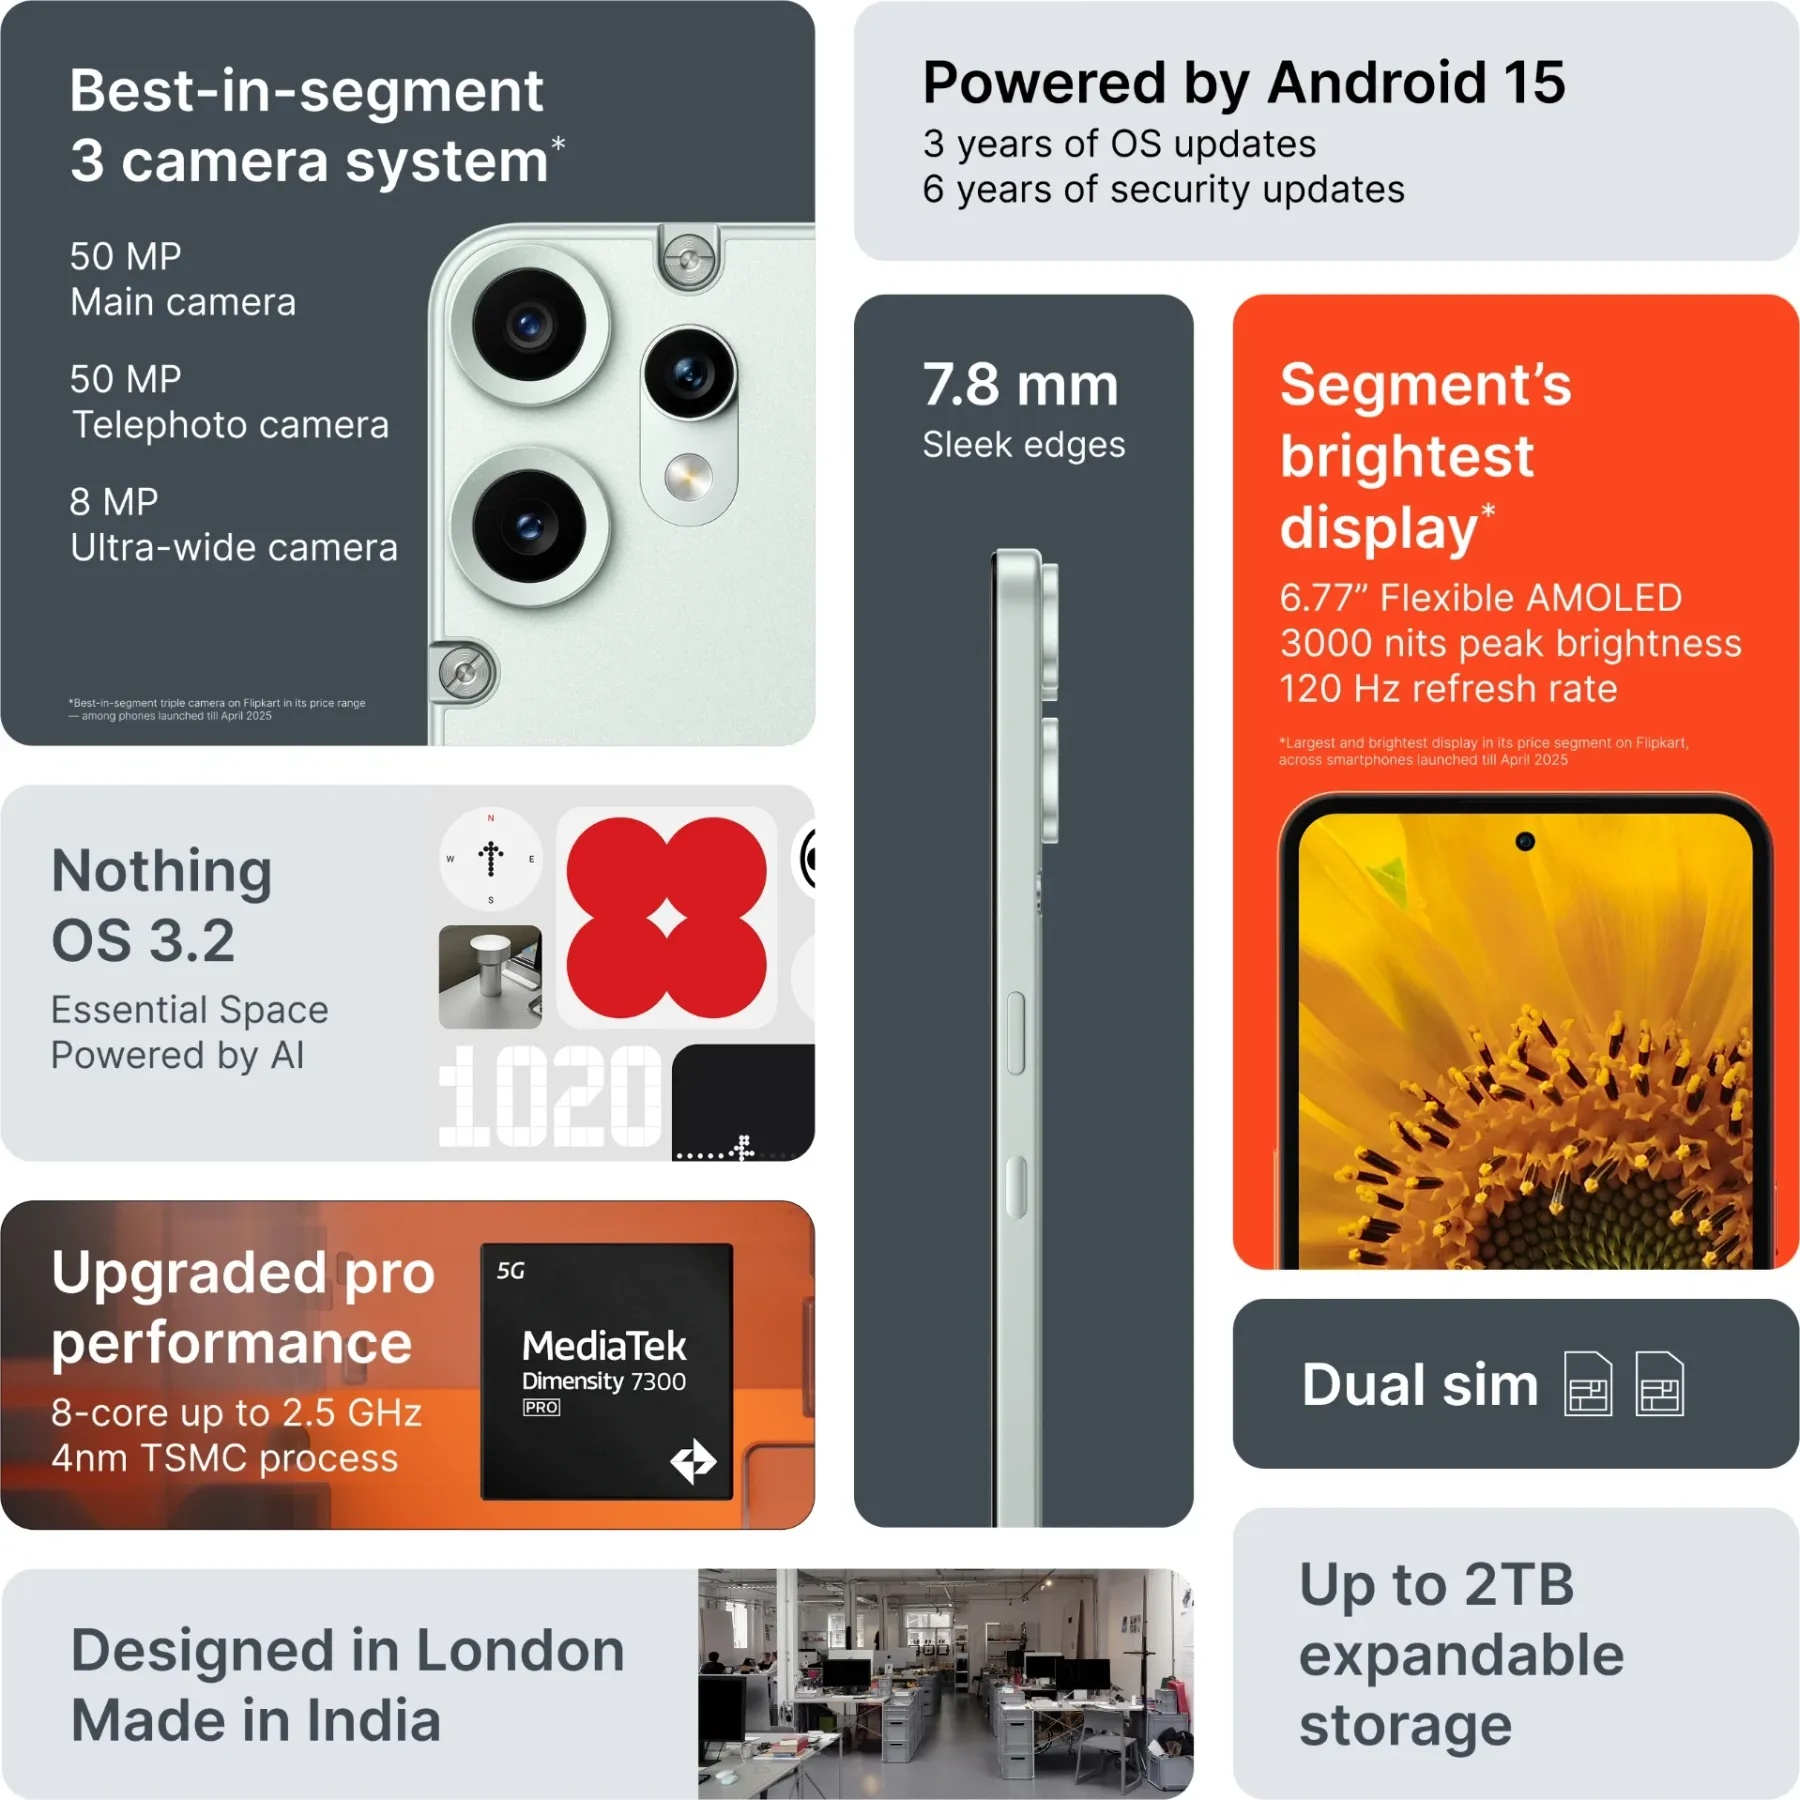 Best-in-segment
3 camera system*
50 MP
Main camera
50 MP
Telephoto camera
8 MP
Ultra-wide camera
*Best-in-segment triple camera on Flipkart in its price range
— among phones launched till April 2025
Powered by Android 15
3 years of OS updates
6 years of security updates
7.8 mm
Sleek edges
Segment’s
brightest
display*
6.77” Flexible AMOLED
3000 nits peak brightness
120 Hz refresh rate
*Largest and brightest display in its price segment on Flipkart,
across smartphones launched till April 2025
Nothing
OS 3.2
Essential Space
Powered by AI
N
W E
S
1020
Upgraded pro
performance
8-core up to 2.5 GHz
4nm TSMC process
5G
MediaTek
Dimensity 7300
PRO
Dual sim
Designed in London
Made in India
Up to 2TB
expandable
storage